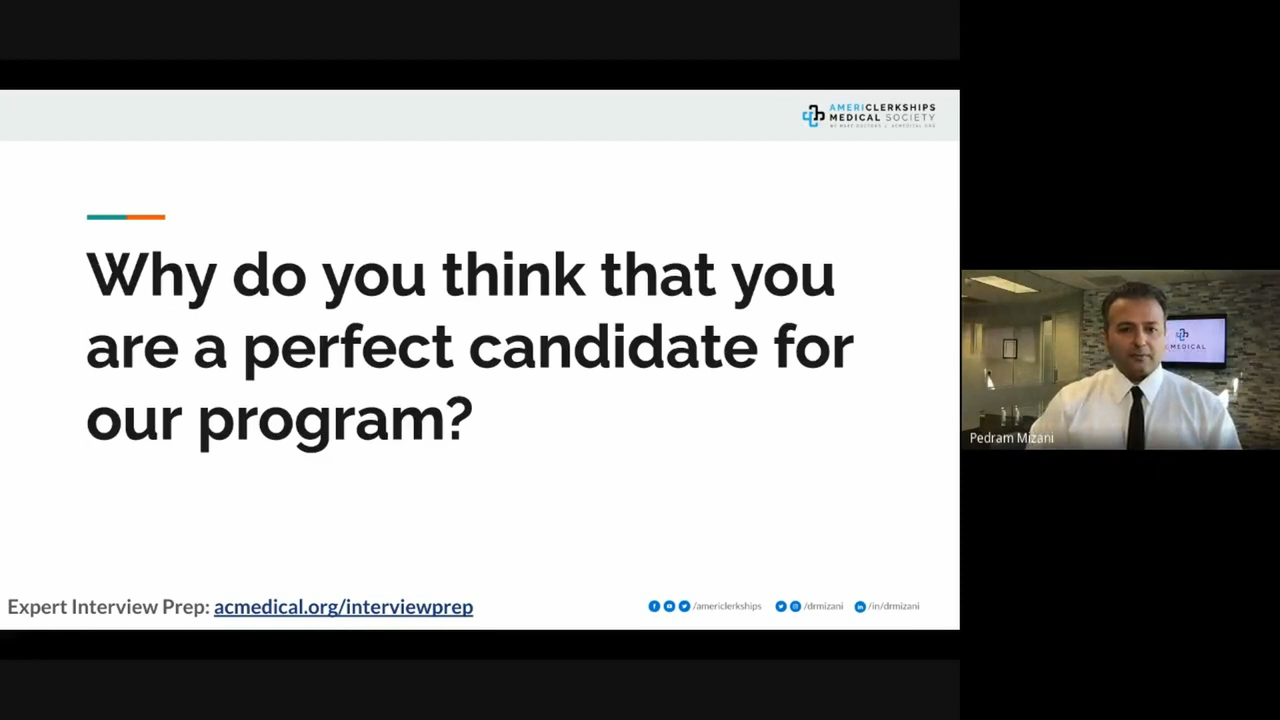 AMERICLERKSHIPS
MEDICAL SOCIETY
Why do you think that you
are a perfect candidate for
our program?
Expert Interview Prep: acmedical.org/interviewprep
/americlerkships /drmizani /in/drmizani
MEDICAL
Pedram Mizani